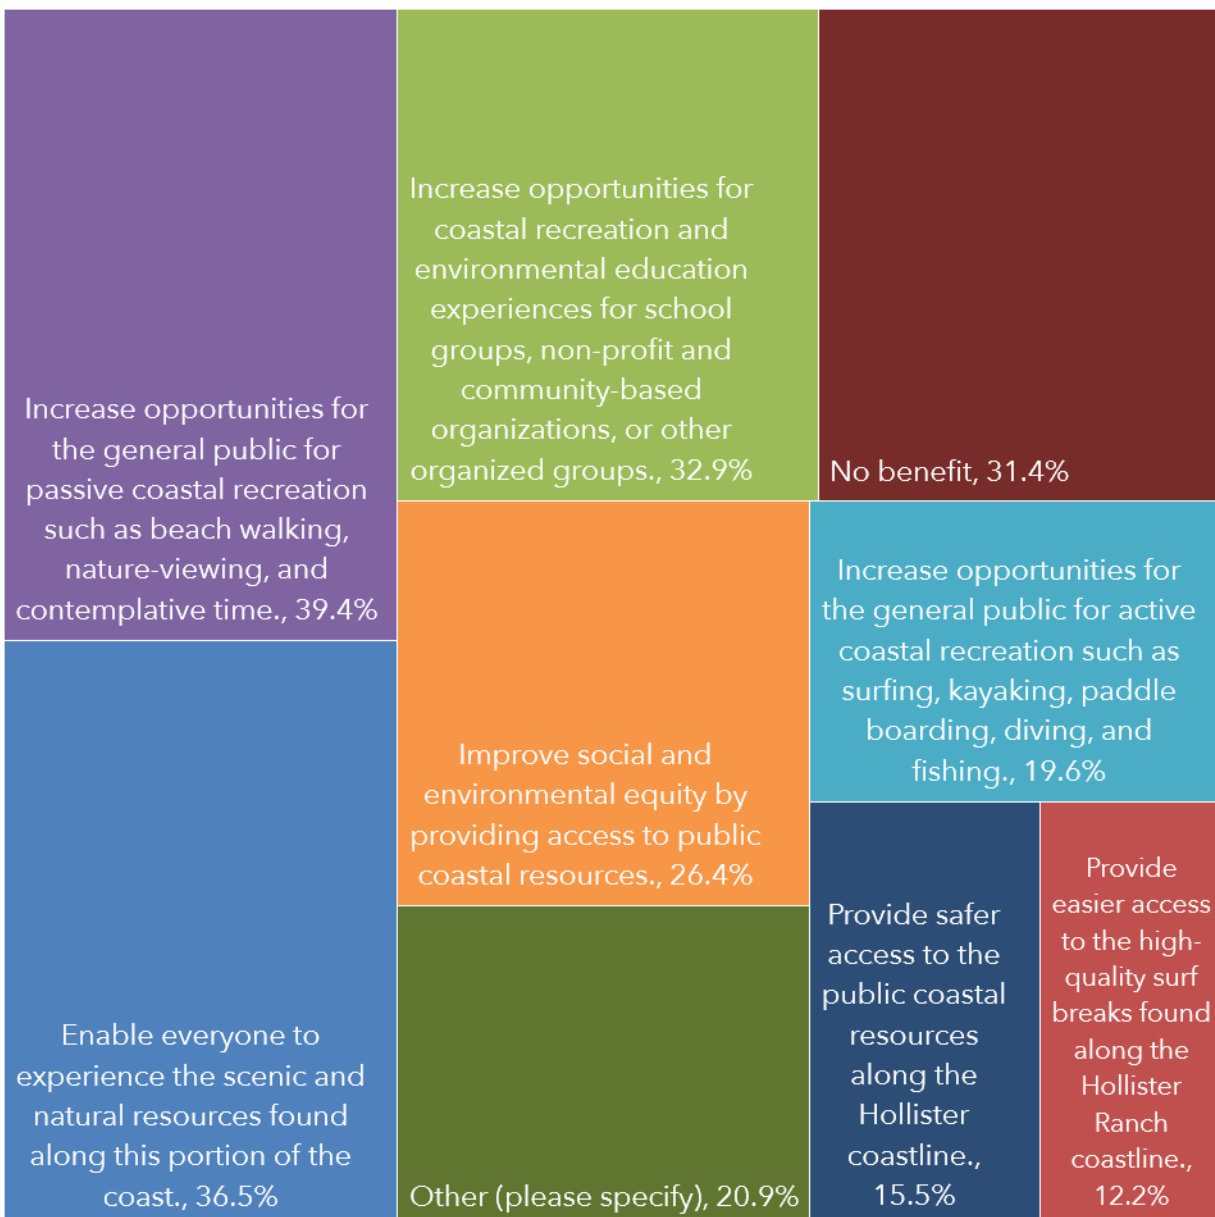 Increase opportunities for
the general public for
passive coastal recreation
such as beach walking,
nature-viewing, and
contemplative time., 39.4%
Enable everyone to
experience the scenic and
natural resources found
along this portion of the
coast., 36.5%
Increase opportunities for
coastal recreation and
environmental education
experiences for school
groups, non-profit and
community-based
organizations, or other
organized groups., 32.9%
No benefit, 31.4%
Improve social and
environmental equity by
providing access to public
coastal resources., 26.4%
Other (please specify), 20.9%
Increase opportunities for
the general public for active
coastal recreation such as
surfing, kayaking, paddle
boarding, diving, and
fishing., 19.6%
Provide safer
access to the
public coastal
resources
along the
Hollister
coastline.,
15.5%
Provide
easier access
to the high-
quality surf
breaks found
along the
Hollister
Ranch
coastline.,
12.2%